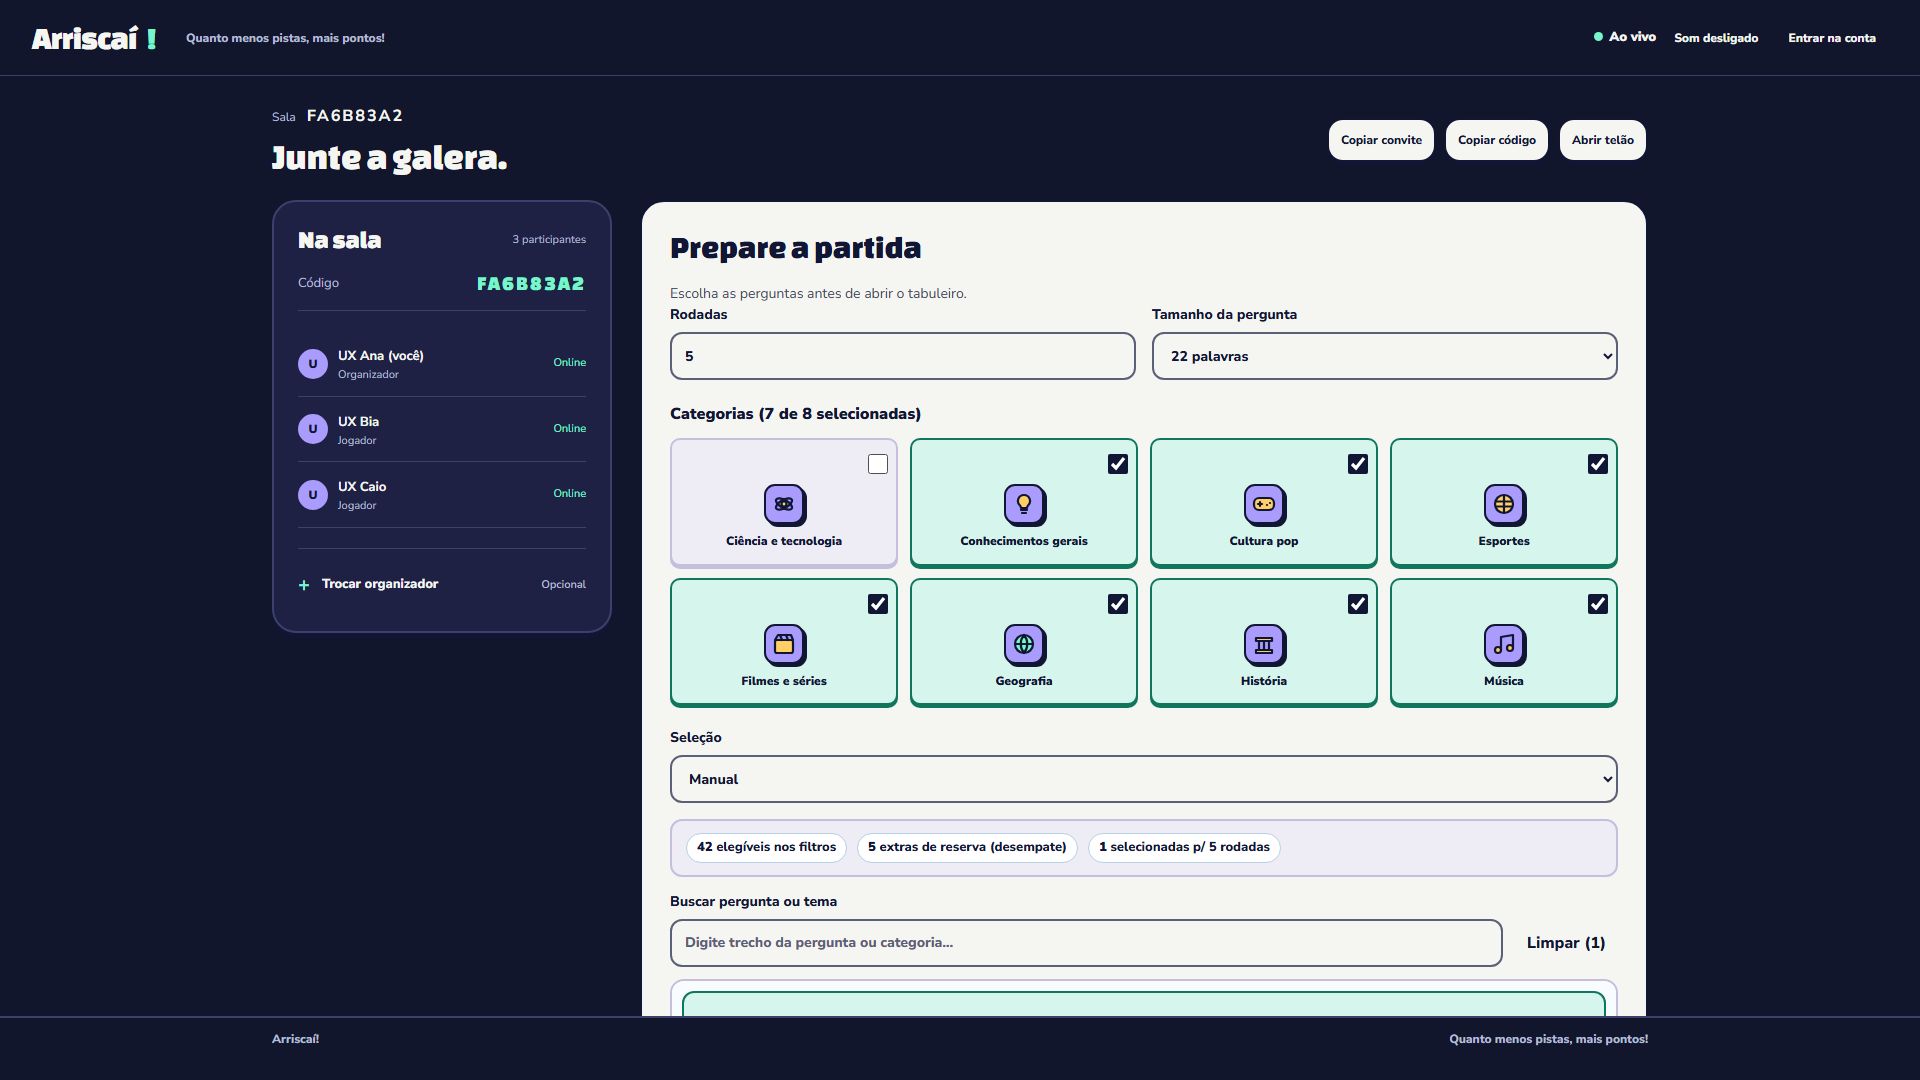 Arriscaí !
Quanto menos pistas, mais pontos!
Ao vivo
Som desligado
Entrar na conta
Sala FA6B83A2
Junte a galera.
Copiar convite
Copiar código
Abrir telão
Na sala
3 participantes
Código
FA6B83A2
U
UX Ana (você)
Organizador
Online
U
UX Bia
Jogador
Online
U
UX Caio
Jogador
Online
+ Trocar organizador
Opcional
Prepare a partida
Escolha as perguntas antes de abrir o tabuleiro.
Rodadas
5
Tamanho da pergunta
22 palavras
Categorias (7 de 8 selecionadas)
Ciência e tecnologia
Conhecimentos gerais
Cultura pop
Esportes
Filmes e séries
Geografia
História
Música
Seleção
Manual
42 elegíveis nos filtros
5 extras de reserva (desempate)
1 selecionadas p/ 5 rodadas
Buscar pergunta ou tema
Digite trecho da pergunta ou categoria...
Limpar (1)
Arriscaí!
Quanto menos pistas, mais pontos!